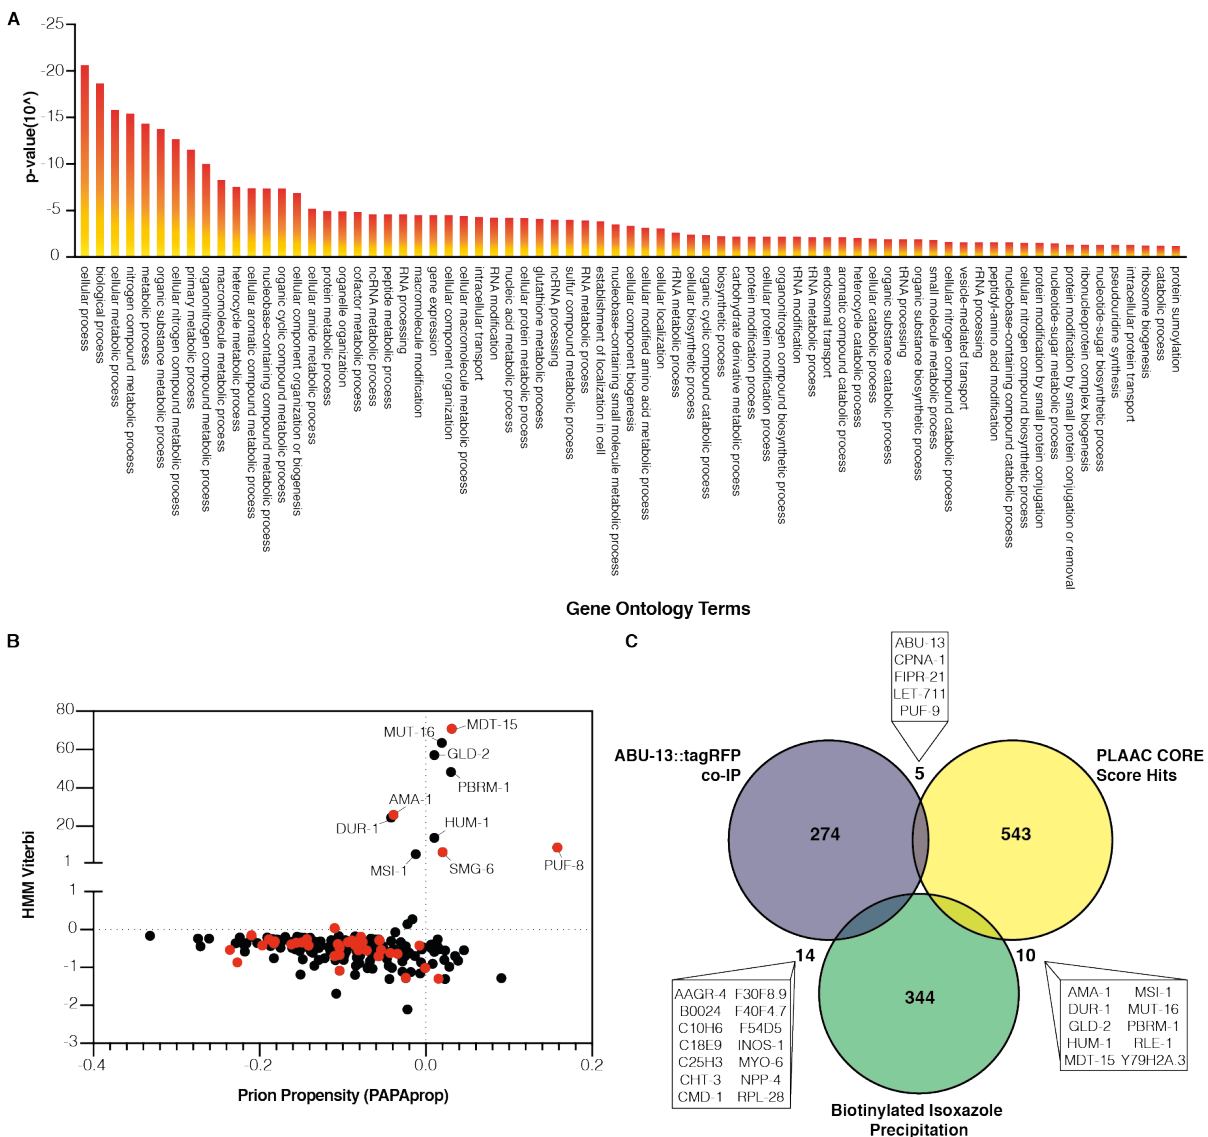 A
-25
-20
-15
-10
-5
0
p-value(10^)
cellular process
biological process
cellular metabolic process
nitrogen compound metabolic process
metabolic process
organic substance metabolic process
cellular nitrogen compound metabolic process
primary metabolic process
organonitrogen compound metabolic process
macromolecule metabolic process
heterocycle metabolic process
cellular aromatic compound metabolic process
nucleobase-containing compound metabolic process
organic cyclic compound metabolic process
cellular component organization or biogenesis
cellular amide metabolic process
protein metabolic process
organelle organization
cofactor metabolic process
ncRNA metabolic process
peptide metabolic process
RNA processing
macromolecule modification
gene expression
cellular component organization
cellular macromolecule metabolic process
intracellular transport
RNA modification
nucleic acid metabolic process
cellular protein metabolic process
glutathione metabolic process
ncRNA processing
sulfur compound metabolic process
RNA metabolic process
establishment of localization in cell
nucleobase-containing small molecule metabolic process
cellular component biogenesis
cellular modified amino acid metabolic process
cellular localization
rRNA metabolic process
cellular biosynthetic process
organic cyclic compound catabolic process
biosynthetic process
carbohydrate derivative metabolic process
protein modification process
cellular protein modification process
organonitrogen compound biosynthetic process
tRNA modification
tRNA metabolic process
endosomal transport
aromatic compound catabolic process
heterocycle catabolic process
cellular catabolic process
organic substance catabolic process
tRNA processing
organic substance biosynthetic process
small molecule metabolic process
cellular nitrogen compound catabolic process
vesicle-mediated transport
rRNA processing
peptidyl-amino acid modification
nucleobase-containing compound catabolic process
cellular nitrogen compound biosynthetic process
protein modification by small protein conjugation
nucleotide-sugar metabolic process
protein modification by small protein conjugation or removal
ribonucleoprotein complex biogenesis
nucleotide-sugar biosynthetic process
pseudouridine synthesis
intracellular protein transport
ribosome biogenesis
catabolic process
protein sumoylation
Gene Ontology Terms
B
80
60
40
20
1
1
0
-1
-2
-3
HMM Viterbi
MUT-16
MDT-15
GLD-2
PBRM-1
AMA-1
DUR-1
HUM-1
MSI-1
SMG-6
PUF-8
-0.4
-0.2
0.0
0.2
Prion Propensity (PAPAprop)
C
ABU-13
CPNA-1
FIPR-21
LET-711
PUF-9
ABU-13::tagRFP
co-IP
5
PLAAC CORE
Score Hits
274
543
14
10
344
AAGR-4 F30F8.9
B0024 F40F4.7
C10H6 F54D5
C18E9 INOS-1
C25H3 MYO-6
CHT-3 NPP-4
CMD-1 RPL-28
AMA-1 MSI-1
DUR-1 MUT-16
GLD-2 PBRM-1
HUM-1 RLE-1
MDT-15 Y79H2A.3
Biotinylated Isoxazole
Precipitation